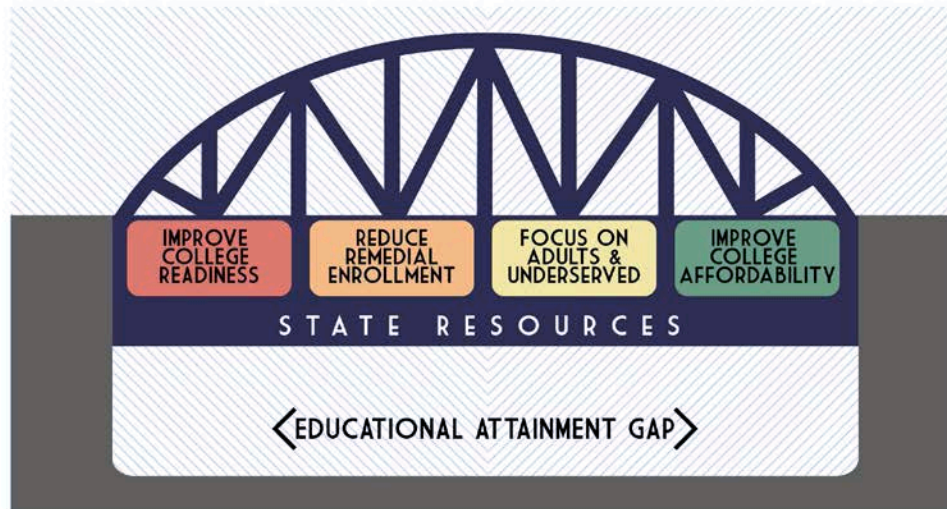 IMPROVE
COLLEGE
READINESS
REDUCE
REMEDIAL
ENROLLMENT
FOCUS ON
ADULTS &
UNDERSERVED
IMPROVE
COLLEGE
AFFORDABILITY
STATE RESOURCES
<EDUCATIONAL ATTAINMENT GAP>